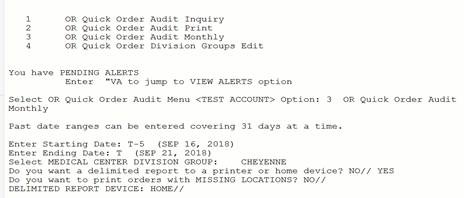 1 OR Quick Order Audit Inquiry
2 OR Quick Order Audit Print
3 OR Quick Order Audit Monthly
4 OR Quick Order Division Groups Edit
You have PENDING ALERTS
Enter "VA to jump to VIEW ALERTS option
Select OR Quick Order Audit Menu <TEST ACCOUNT> Option: 3 OR Quick Order Audit
Monthly
Past date ranges can be entered covering 31 days at a time.
Enter Starting Date: T-5 (SEP 16, 2018)
Enter Ending Date: T (SEP 21, 2018)
Select MEDICAL CENTER DIVISION GROUP: CHEYENNE
Do you want a delimited report to a printer or home device? NO// YES
Do you want to print orders with MISSING LOCATIONS? NO//
DELIMITED REPORT DEVICE: HOME//